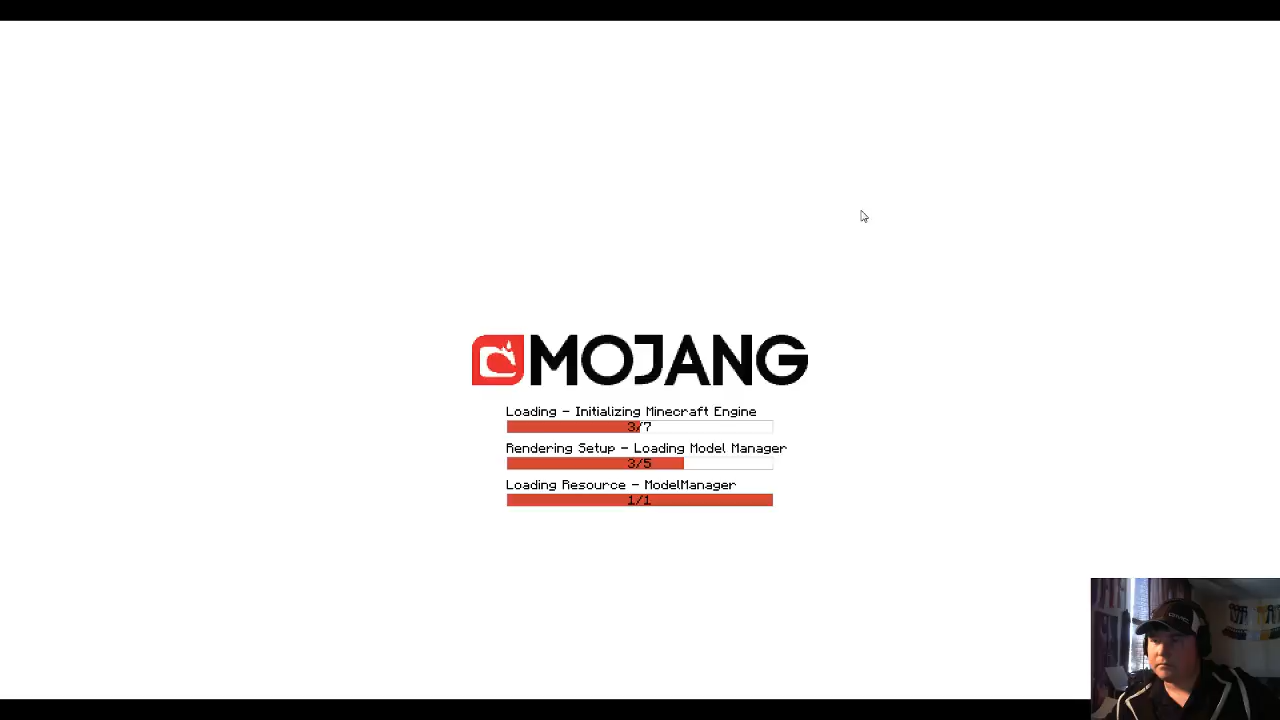 MOJANG
Loading - Initializing Minecraft Engine
3/7
Rendering Setup - Loading Model Manager
3/5
Loading Resource - ModelManager
1/1